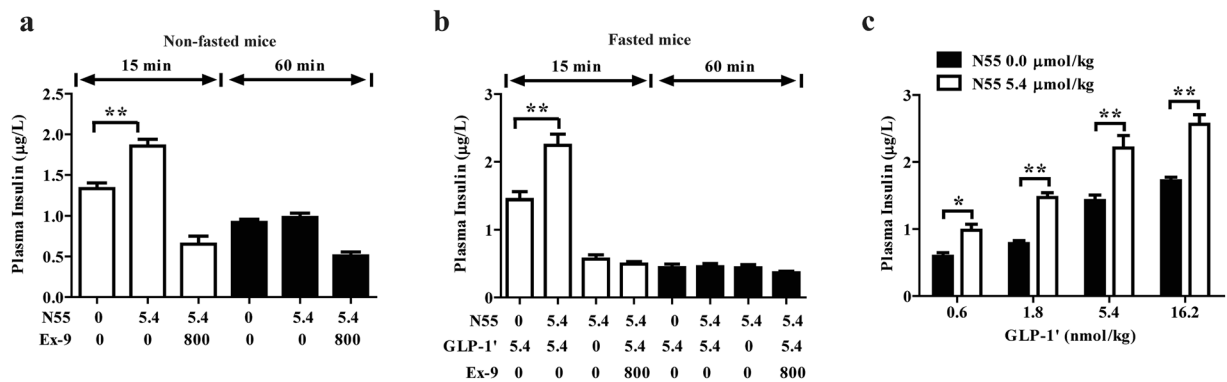 a
Non-fasted mice
15 min 60 min
Plasma Insulin (μg/L)
2.5
2.0
1.5
1.0
0.5
0.0
**
N55 0 5.4 5.4 0 5.4 5.4
Ex-9 0 0 800 0 0 800
b
Fasted mice
15 min 60 min
Plasma Insulin (μg/L)
3
2
1
0
**
N55 0 5.4 5.4 5.4 0 5.4 5.4 5.4
GLP-1' 5.4 5.4 0 5.4 5.4 5.4 0 5.4
Ex-9 0 0 0 800 0 0 0 800
c
N55 0.0 μmol/kg
N55 5.4 μmol/kg
Plasma Insulin (μg/L)
3
2
1
0
* ** ** **
0.6 1.8 5.4 16.2
GLP-1' (nmol/kg)